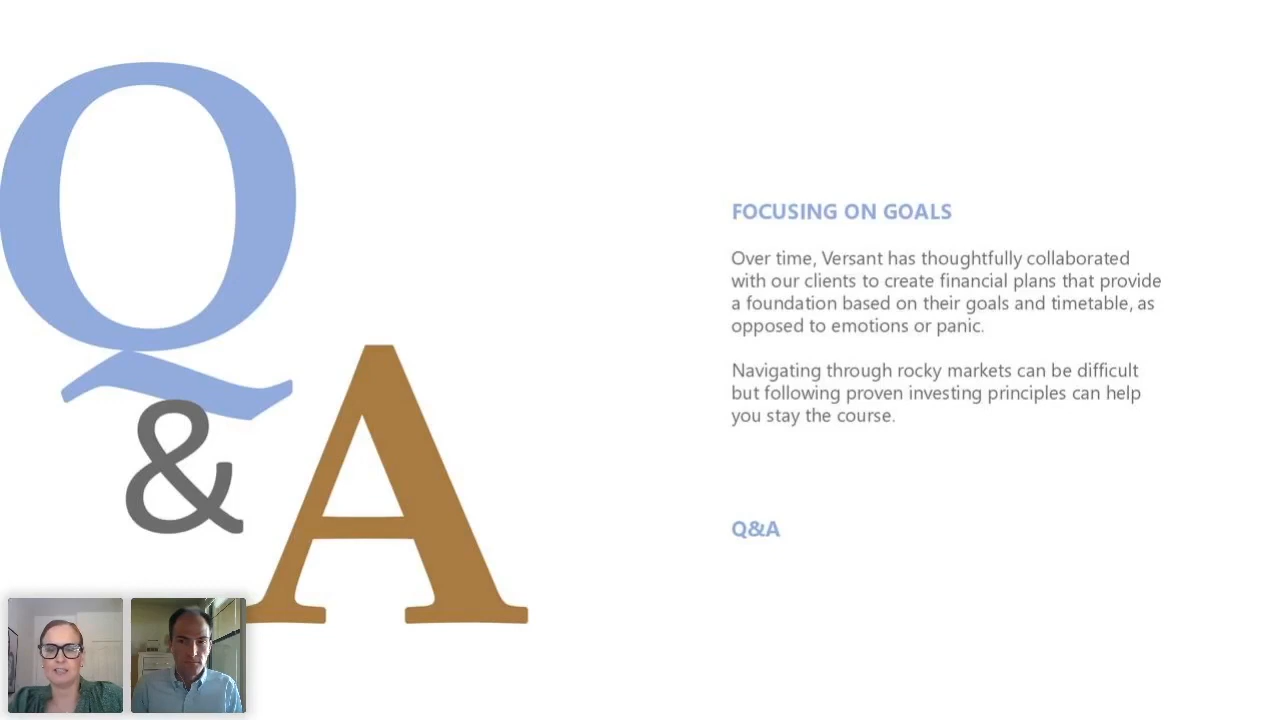 Q
&
A
FOCUSING ON GOALS
Over time, Versant has thoughtfully collaborated
with our clients to create financial plans that provide
a foundation based on their goals and timetable, as
opposed to emotions or panic.
Navigating through rocky markets can be difficult
but following proven investing principles can help
you stay the course.
Q&A